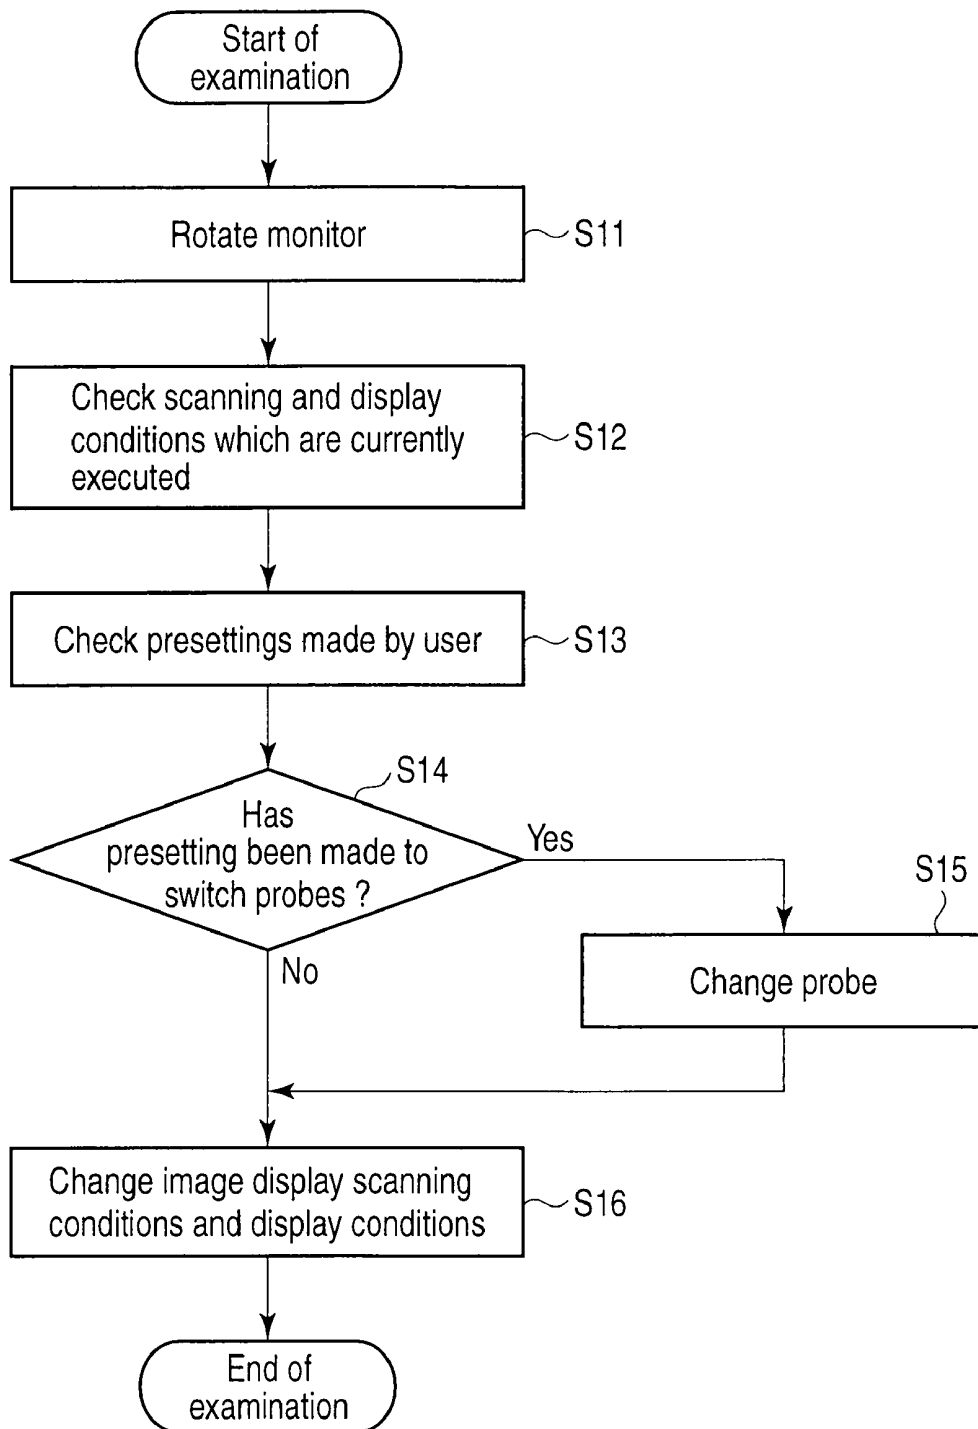 Start of
examination
Rotate monitor
S11
Check scanning and display
conditions which are currently
executed
S12
Check presettings made by user
S13
S14
Has
presetting been made to
switch probes ?
Yes
No
S15
Change probe
Change image display scanning
conditions and display conditions
S16
End of
examination